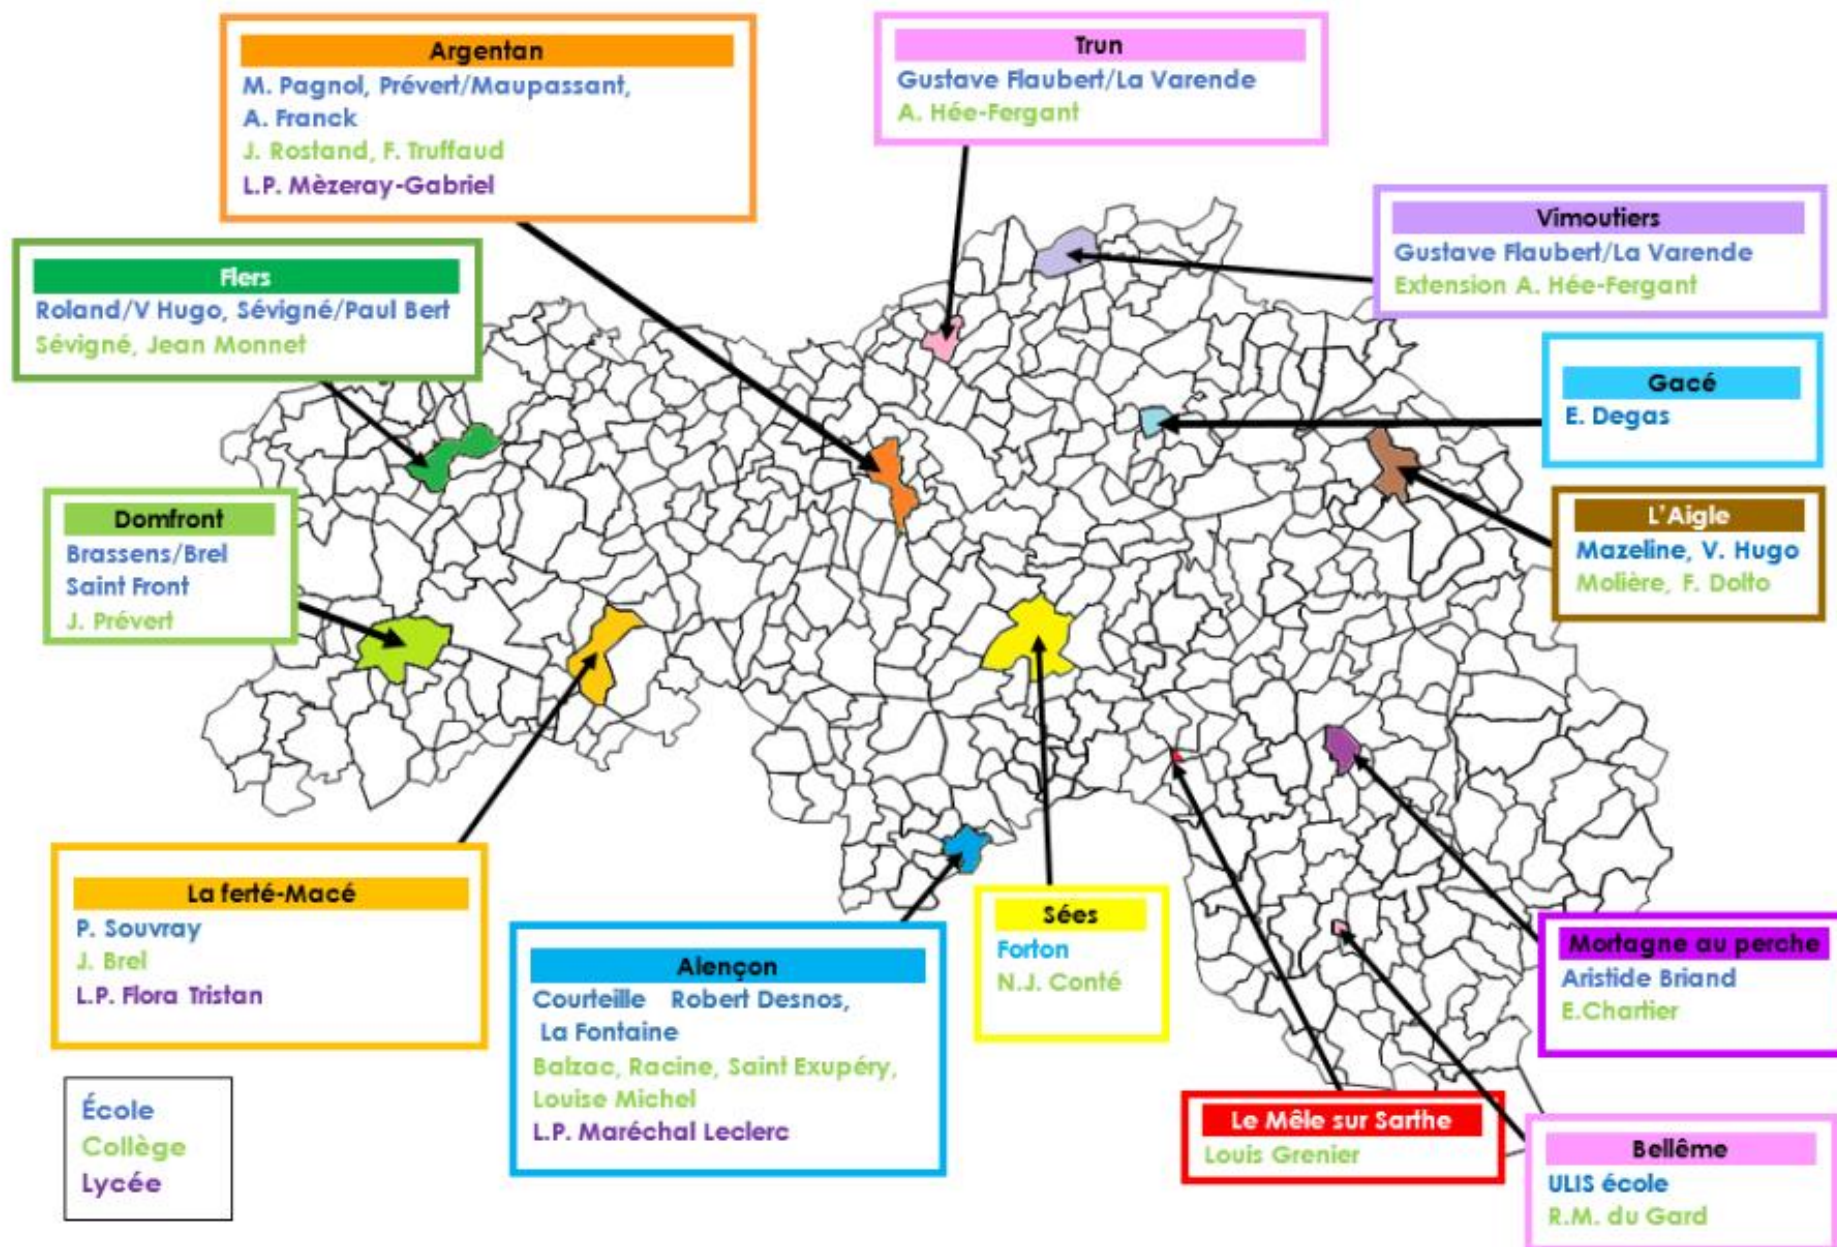 Argentan
M. Pagnol, Prévert/Maupassant,
A. Franck
J. Rostand, F. Truffaud
L.P. Mèzeray-Gabriel
Trun
Gustave Flaubert/La Varende
A. Hée-Fergant
Vimoutiers
Gustave Flaubert/La Varende
Extension A. Hée-Fergant
Flers
Roland/V Hugo, Sévigné/Paul Bert
Sévigné, Jean Monnet
Gacé
E. Degas
Domfront
Brassens/Brel
Saint Front
J. Prévert
L'Aigle
Mazeline, V. Hugo
Molière, F. Dolto
La ferté-Macé
P. Souvray
J. Brel
L.P. Flora Tristan
Alençon
Courteille Robert Desnos,
La Fontaine
Balzac, Racine, Saint Exupéry,
Louise Michel
L.P. Maréchal Leclerc
Sées
Forton
N.J. Conté
Mortagne au perche
Aristide Briand
E.Chartier
Le Mêle sur Sarthe
Louis Grenier
Bellême
ULIS école
R.M. du Gard
École
Collège
Lycée